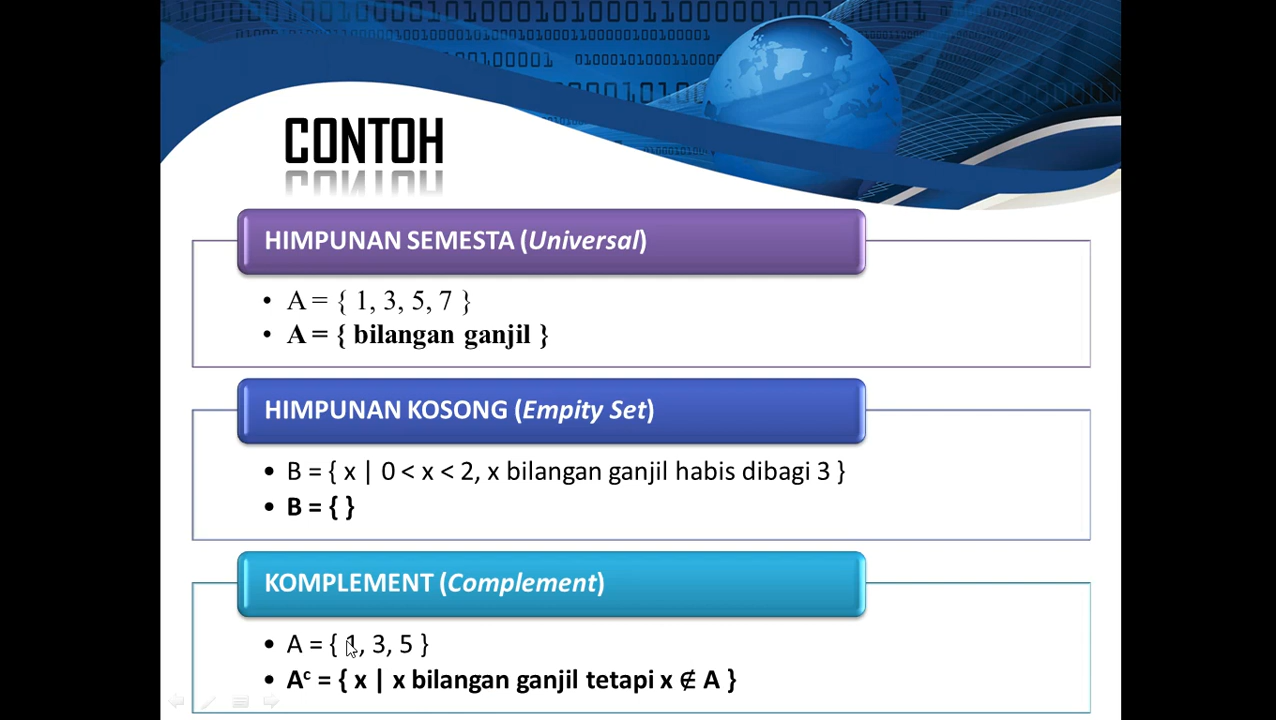 CONTOH
HIMPUNAN SEMESTA (Universal)
• A = { 1, 3, 5, 7 }
• A = { bilangan ganjil }
HIMPUNAN KOSONG (Empity Set)
• B = { x | 0 < x < 2, x bilangan ganjil habis dibagi 3 }
• B = { }
KOMPLEMENT (Complement)
• A = { 1, 3, 5 }
• Aᶜ = { x | x bilangan ganjil tetapi x ∉ A }